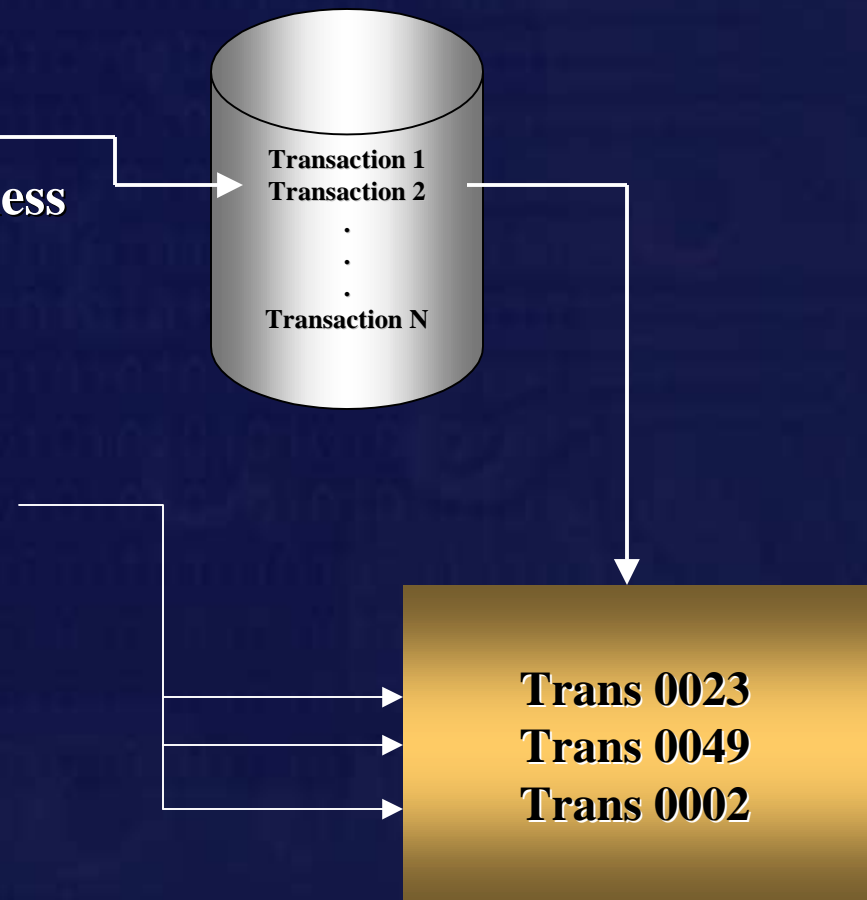 Transaction 1
ess
Transaction 2
.
.
.
Transaction N
Trans 0023
Trans 0049
Trans 0002